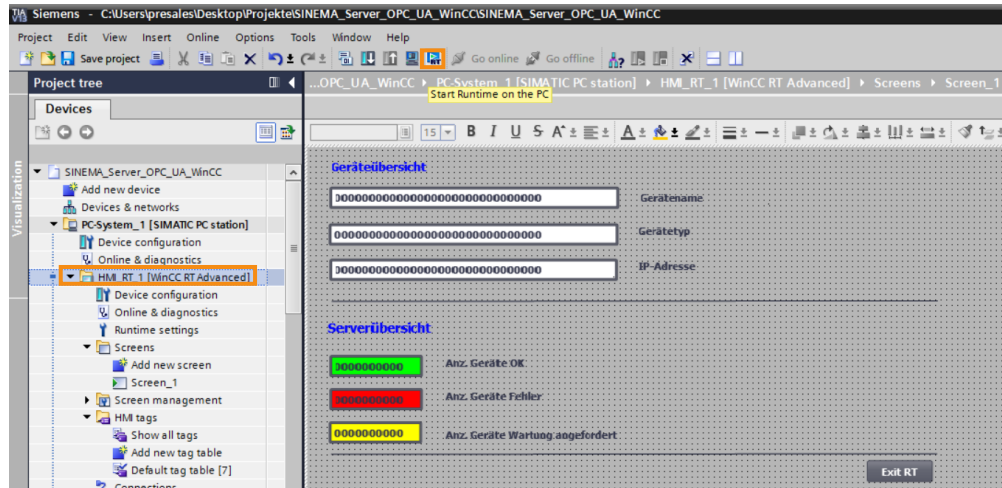 Siemens - C:\Users\presales\Desktop\Projekte\SINEMA_Server_OPC_UA_WinCC\SINEMA_Server_OPC_UA_WinCC
Project Edit View Insert Online Options Tools Window Help
Save project Go online Go offline
Project tree
...OPC_UA_WinCC PC-System_1 [SIMATIC PC station] HMI_RT_1 [WinCC RT Advanced] Screens Screen_1
Start Runtime on the PC
Devices
15 B I U S A
Visualization
SINEMA_Server_OPC_UA_WinCC
Add new device
Devices & networks
PC-System_1 [SIMATIC PC station]
Device configuration
Online & diagnostics
HMI_RT_1 [WinCC RT Advanced]
Device configuration
Online & diagnostics
Runtime settings
Screens
Add new screen
Screen_1
Screen management
HMI tags
Show all tags
Add new tag table
Default tag table [7]
Connections
Geräteübersicht
Gerätename
Gerätetyp
IP-Adresse
Serverübersicht
0000000000 Anz. Geräte OK
0000000000 Anz. Geräte Fehler
0000000000 Anz. Geräte Wartung angefordert
Exit RT